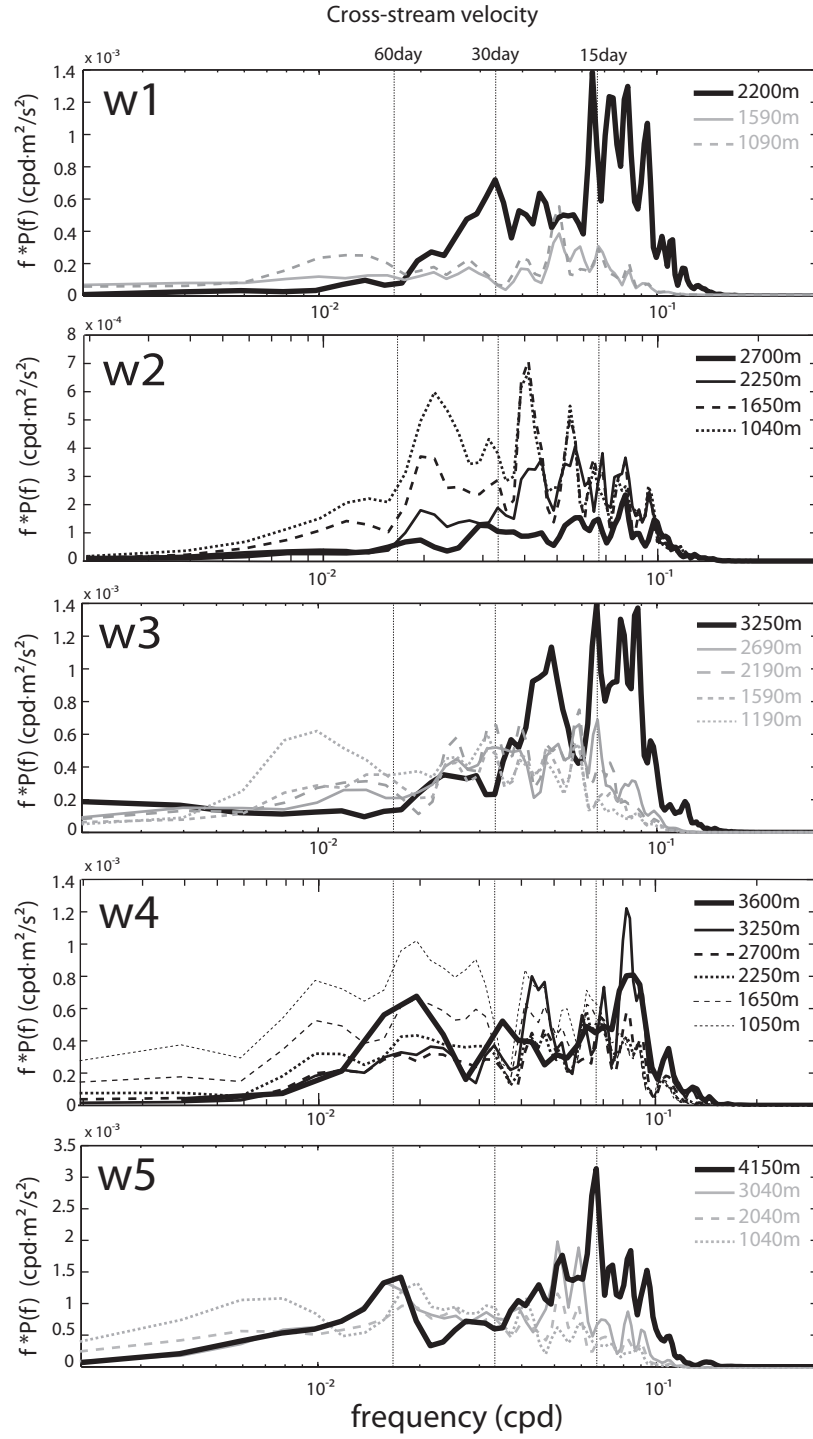 Cross-stream velocity
60day 30day 15day
x 10⁻³
w1
f *P(f) (cpd·m²/s²)
1.4
1.2
1
0.8
0.6
0.4
0.2
0
2200m
1590m
1090m
10⁻² 10⁻¹
x 10⁻⁴
w2
f *P(f) (cpd·m²/s²)
8
7
6
5
4
3
2
1
0
2700m
2250m
1650m
1040m
10⁻² 10⁻¹
x 10⁻³
w3
f *P(f) (cpd·m²/s²)
1.4
1.2
1
0.8
0.6
0.4
0.2
0
3250m
2690m
2190m
1590m
1190m
10⁻² 10⁻¹
x 10⁻³
w4
f *P(f) (cpd·m²/s²)
1.4
1.2
1
0.8
0.6
0.4
0.2
0
3600m
3250m
2700m
2250m
1650m
1050m
10⁻² 10⁻¹
x 10⁻³
w5
f *P(f) (cpd·m²/s²)
3.5
3
2.5
2
1.5
1
0.5
0
4150m
3040m
2040m
1040m
10⁻² 10⁻¹
frequency (cpd)